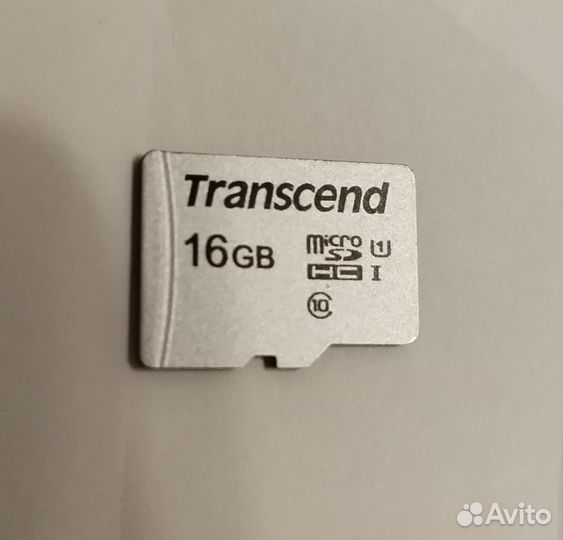 Transcend
16GB
micro
SD
HC I
U1
10
Avito